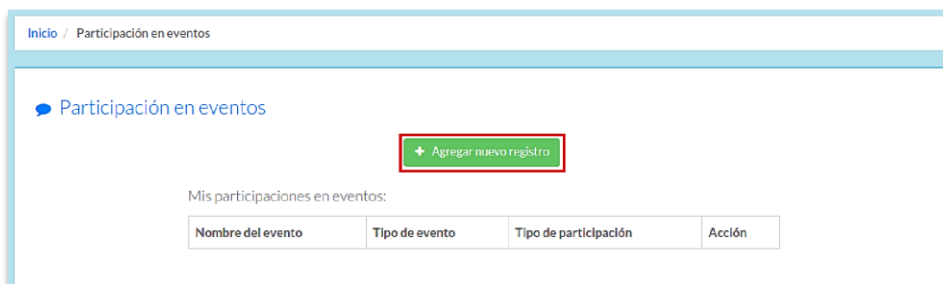 Inicio / Participación en eventos
Participación en eventos
+ Agregar nuevo registro
Mis participaciones en eventos:
Nombre del evento Tipo de evento Tipo de participación Acción